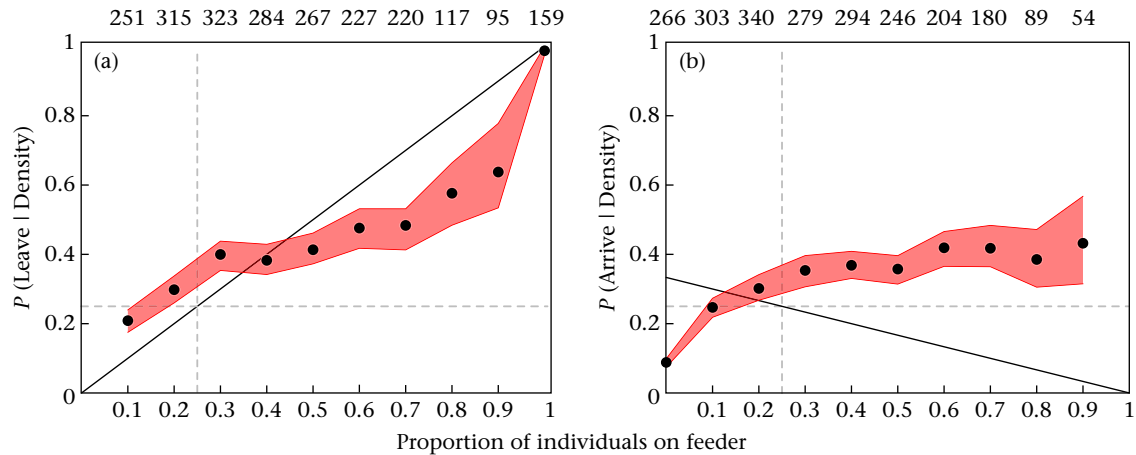 251 315 323 284 267 227 220 117 95 159
266 303 340 279 294 246 204 180 89 54
(a)
(b)
P (Leave | Density)
1
0.8
0.6
0.4
0.2
0
0.1 0.2 0.3 0.4 0.5 0.6 0.7 0.8 0.9 1
P (Arrive | Density)
1
0.8
0.6
0.4
0.2
0
0.1 0.2 0.3 0.4 0.5 0.6 0.7 0.8 0.9 1
Proportion of individuals on feeder